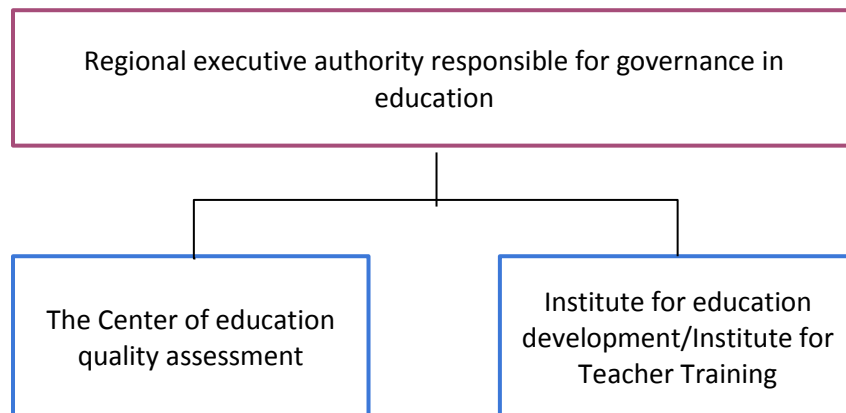 Regional executive authority responsible for governance in
education
The Center of education
quality assessment
Institute for education
development/Institute for
Teacher Training